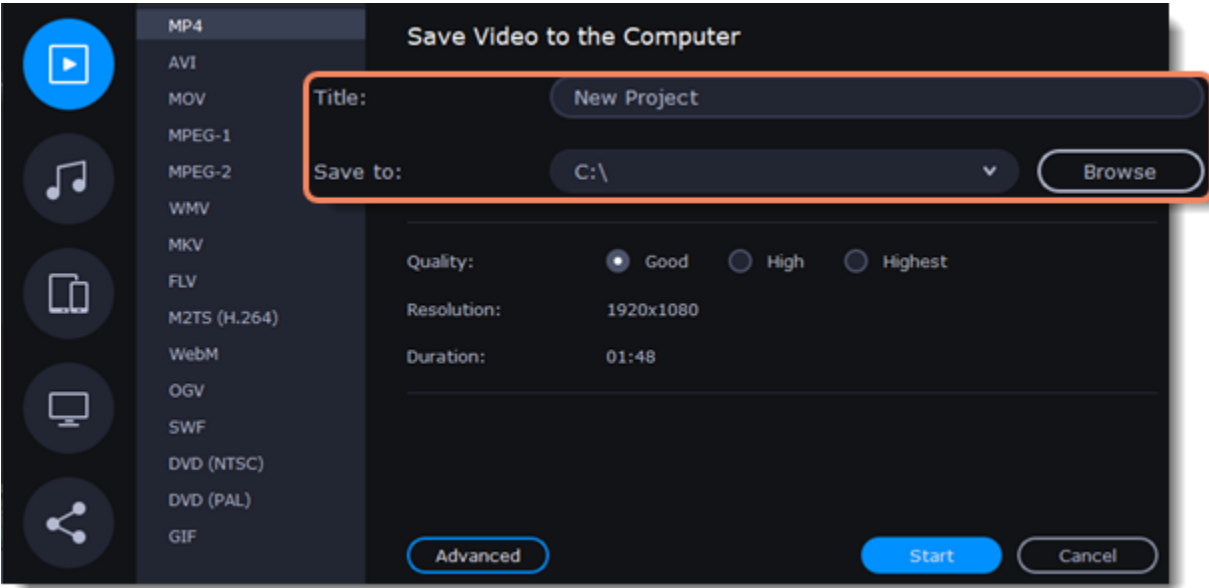 MP4
AVI
MOV
MPEG-1
MPEG-2
WMV
MKV
FLV
M2TS (H.264)
WebM
OGV
SWF
DVD (NTSC)
DVD (PAL)
GIF
Save Video to the Computer
Title: New Project
Save to: C:\ Browse
Quality: Good High Highest
Resolution: 1920x1080
Duration: 01:48
Advanced Start Cancel